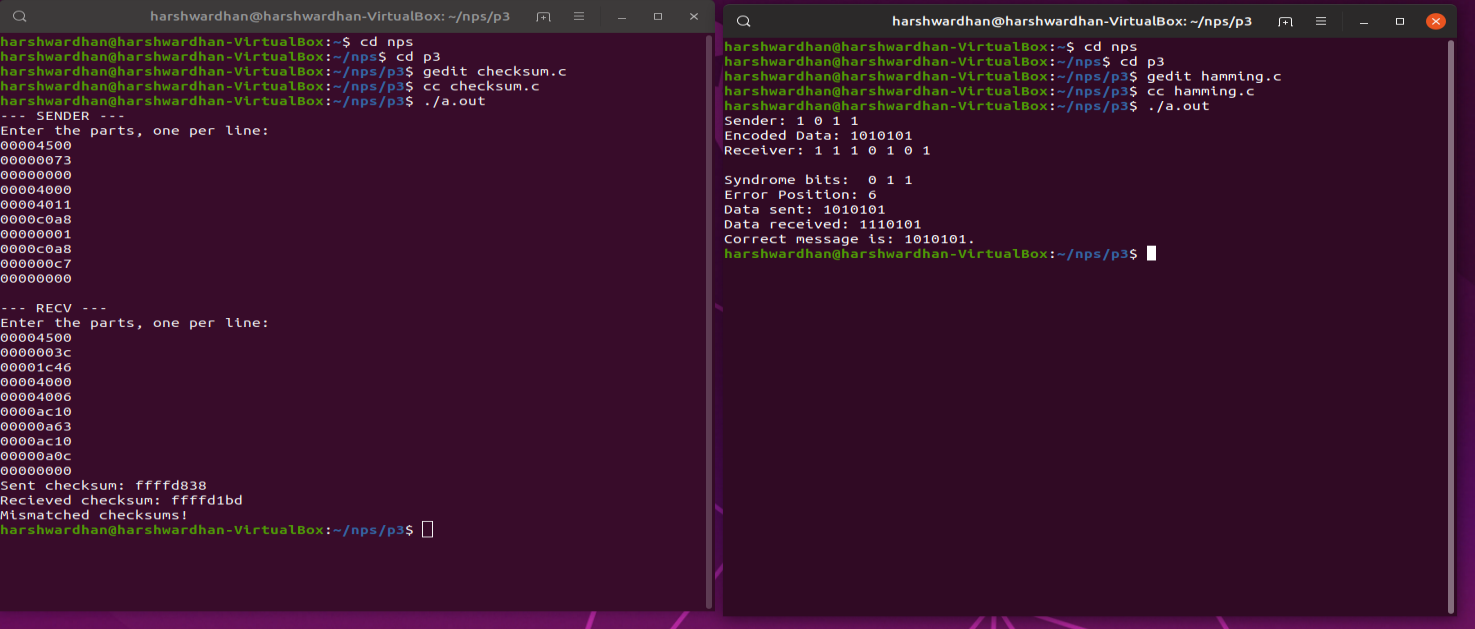 harshwardhan@harshwardhan-VirtualBox: ~/nps/p3
harshwardhan@harshwardhan-VirtualBox:~$ cd nps
harshwardhan@harshwardhan-VirtualBox:~/nps$ cd p3
harshwardhan@harshwardhan-VirtualBox:~/nps/p3$ gedit checksum.c
harshwardhan@harshwardhan-VirtualBox:~/nps/p3$ cc checksum.c
harshwardhan@harshwardhan-VirtualBox:~/nps/p3$ ./a.out
--- SENDER ---
Enter the parts, one per line:
00004500
00000073
00000000
00004000
00004011
0000c0a8
00000001
0000c0a8
000000c7
00000000
--- RECV ---
Enter the parts, one per line:
00004500
0000003c
00001c46
00004000
00004006
0000ac10
00000a63
0000ac10
00000a0c
00000000
Sent checksum: ffffd838
Recieved checksum: ffffd1bd
Mismatched checksums!
harshwardhan@harshwardhan-VirtualBox:~/nps/p3$
harshwardhan@harshwardhan-VirtualBox: ~/nps/p3
harshwardhan@harshwardhan-VirtualBox:~$ cd nps
harshwardhan@harshwardhan-VirtualBox:~/nps$ cd p3
harshwardhan@harshwardhan-VirtualBox:~/nps/p3$ gedit hamming.c
harshwardhan@harshwardhan-VirtualBox:~/nps/p3$ cc hamming.c
harshwardhan@harshwardhan-VirtualBox:~/nps/p3$ ./a.out
Sender: 1 0 1 1
Encoded Data: 1010101
Receiver: 1 1 1 0 1 0 1
Syndrome bits:  0 1 1
Error Position: 6
Data sent: 1010101
Data received: 1110101
Correct message is: 1010101.
harshwardhan@harshwardhan-VirtualBox:~/nps/p3$